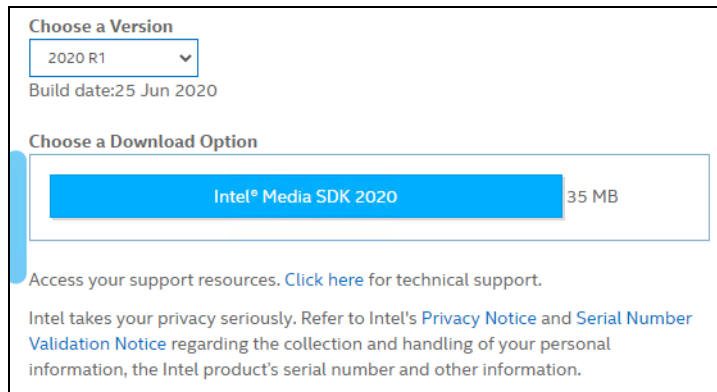 Choose a Version
2020 R1
Build date:25 Jun 2020
Choose a Download Option
Intel® Media SDK 2020
35 MB
Access your support resources. Click here for technical support.
Intel takes your privacy seriously. Refer to Intel's Privacy Notice and Serial Number
Validation Notice regarding the collection and handling of your personal
information, the Intel product's serial number and other information.